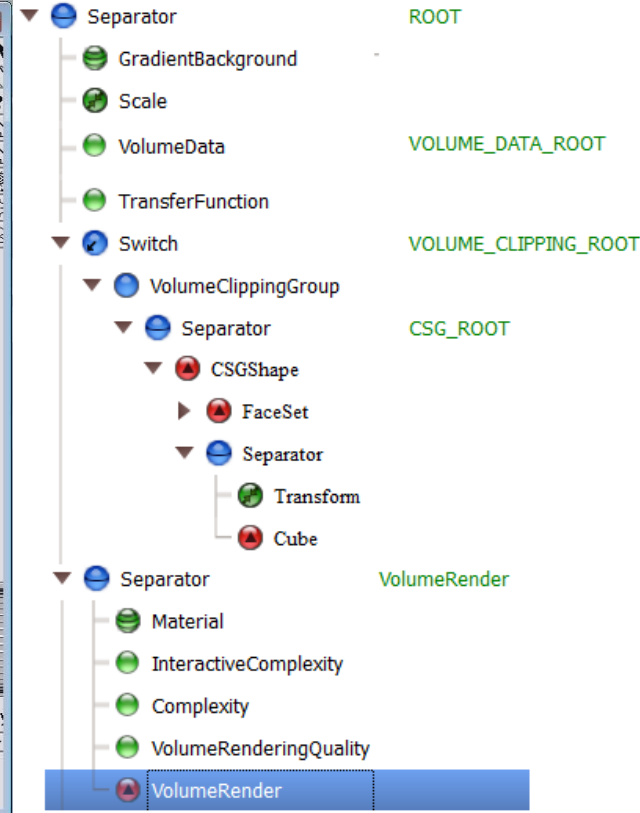 Separator ROOT
GradientBackground -
Scale
VolumeData VOLUME_DATA_ROOT
TransferFunction
Switch VOLUME_CLIPPING_ROOT
VolumeClippingGroup
Separator CSG_ROOT
CSGShape
FaceSet
Separator
Transform
Cube
Separator VolumeRender
Material
InteractiveComplexity
Complexity
VolumeRenderingQuality
VolumeRender